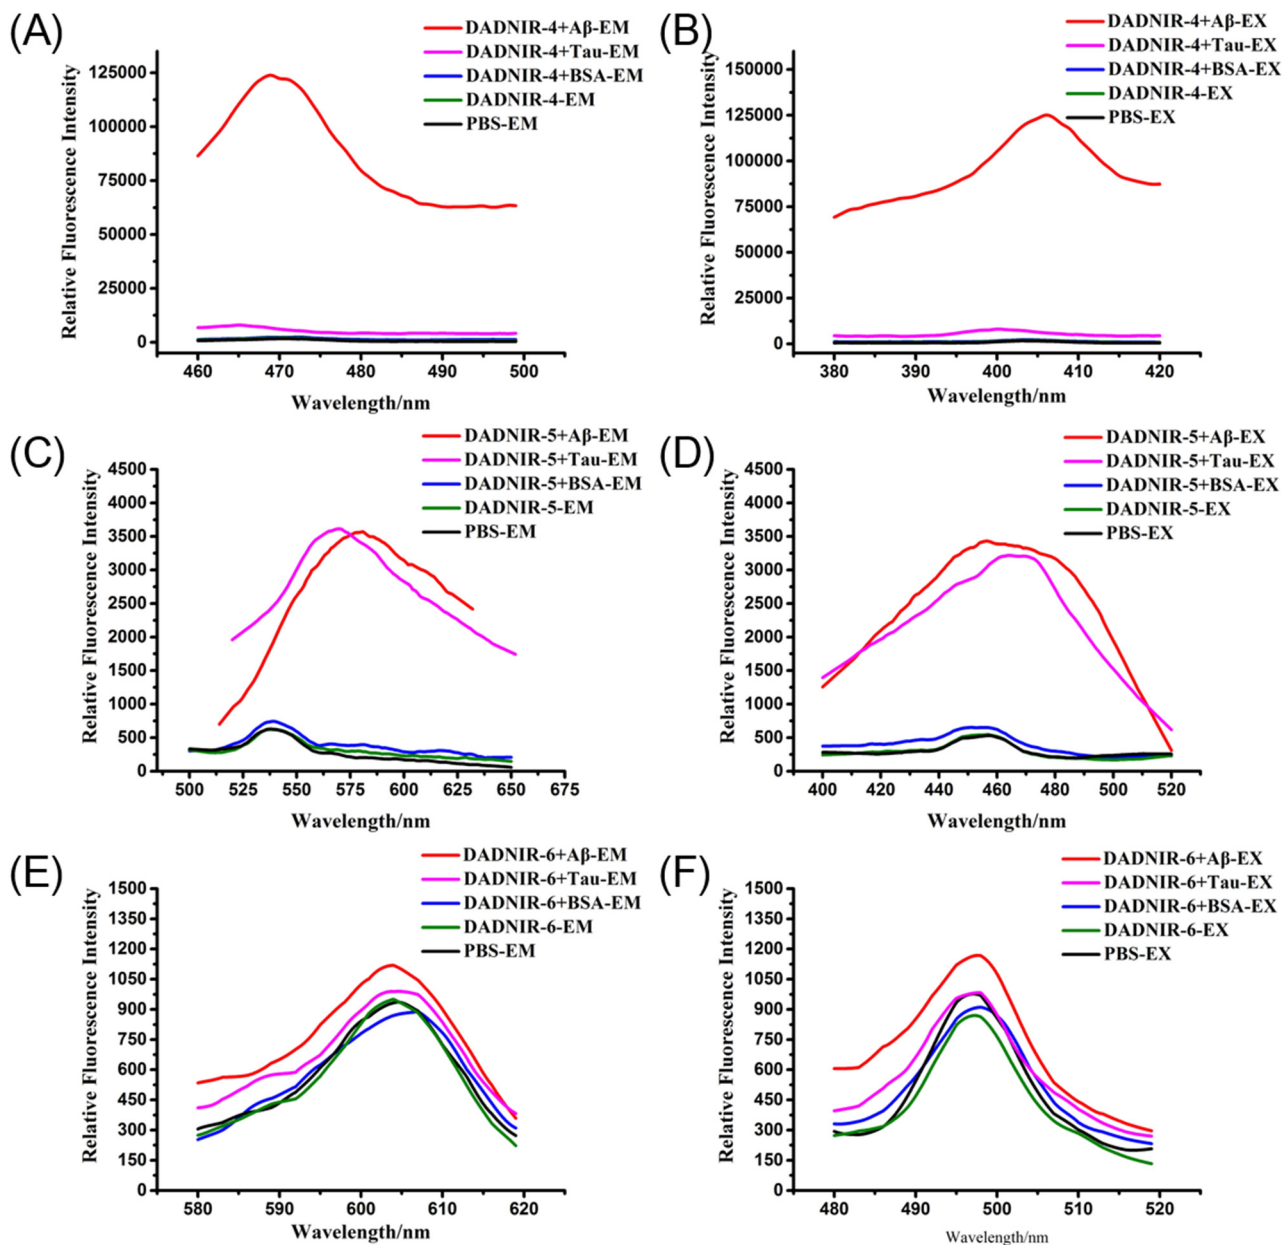 (A)
DADNIR-4+Aβ-EM
DADNIR-4+Tau-EM
DADNIR-4+BSA-EM
DADNIR-4-EM
PBS-EM
Relative Fluorescence Intensity
125000
100000
75000
50000
25000
0
460 470 480 490 500
Wavelength/nm
(B)
DADNIR-4+Aβ-EX
DADNIR-4+Tau-EX
DADNIR-4+BSA-EX
DADNIR-4-EX
PBS-EX
Relative Fluorescence Intensity
150000
125000
100000
75000
50000
25000
0
380 390 400 410 420
Wavelength/nm
(C)
DADNIR-5+Aβ-EM
DADNIR-5+Tau-EM
DADNIR-5+BSA-EM
DADNIR-5-EM
PBS-EM
Relative Fluorescence Intensity
4500
4000
3500
3000
2500
2000
1500
1000
500
0
500 525 550 575 600 625 650 675
Wavelength/nm
(D)
DADNIR-5+Aβ-EX
DADNIR-5+Tau-EX
DADNIR-5+BSA-EX
DADNIR-5-EX
PBS-EX
Relative Fluorescence Intensity
4500
4000
3500
3000
2500
2000
1500
1000
500
0
400 420 440 460 480 500 520
Wavelength/nm
(E)
DADNIR-6+Aβ-EM
DADNIR-6+Tau-EM
DADNIR-6+BSA-EM
DADNIR-6-EM
PBS-EM
Relative Fluorescence Intensity
1500
1350
1200
1050
900
750
600
450
300
150
0
580 590 600 610 620
Wavelength/nm
(F)
DADNIR-6+Aβ-EX
DADNIR-6+Tau-EX
DADNIR-6+BSA-EX
DADNIR-6-EX
PBS-EX
Relative Fluorescence Intensity
1500
1350
1200
1050
900
750
600
450
300
150
0
480 490 500 510 520
Wavelength/nm